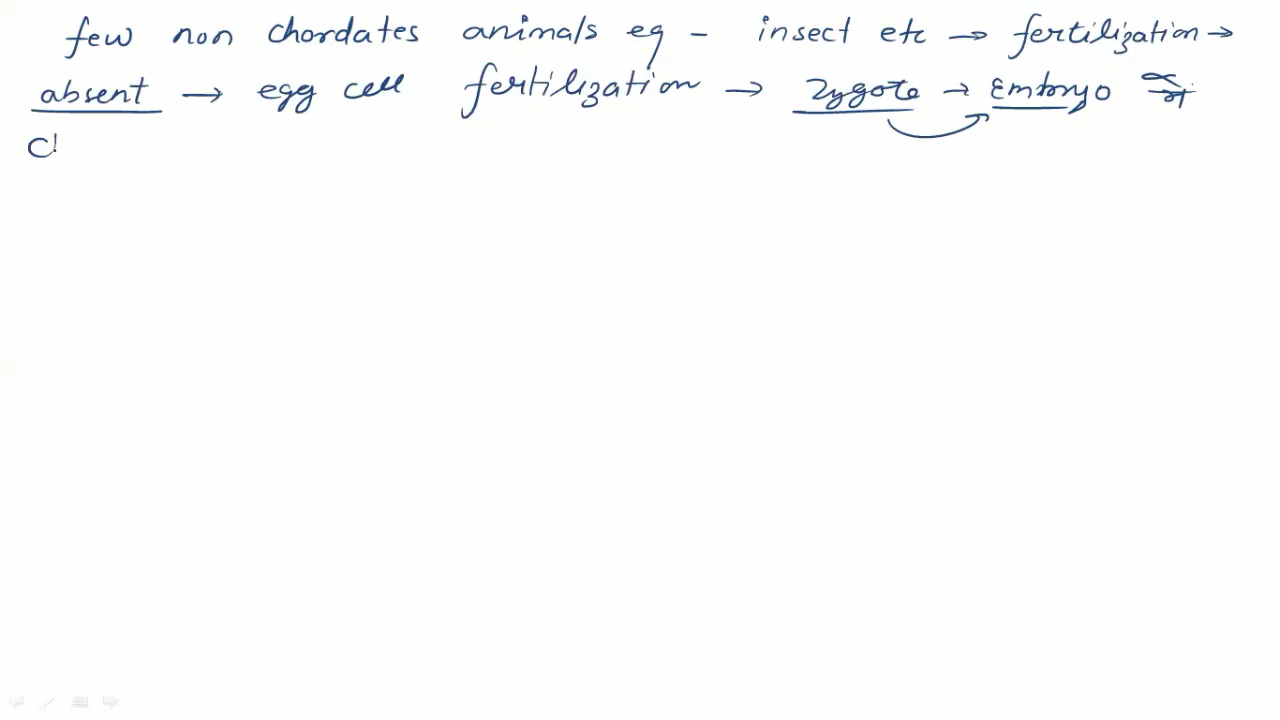 few non chordates animals eg - insect etc → fertilization →
absent → egg cell fertilization → Zygote → Embryo